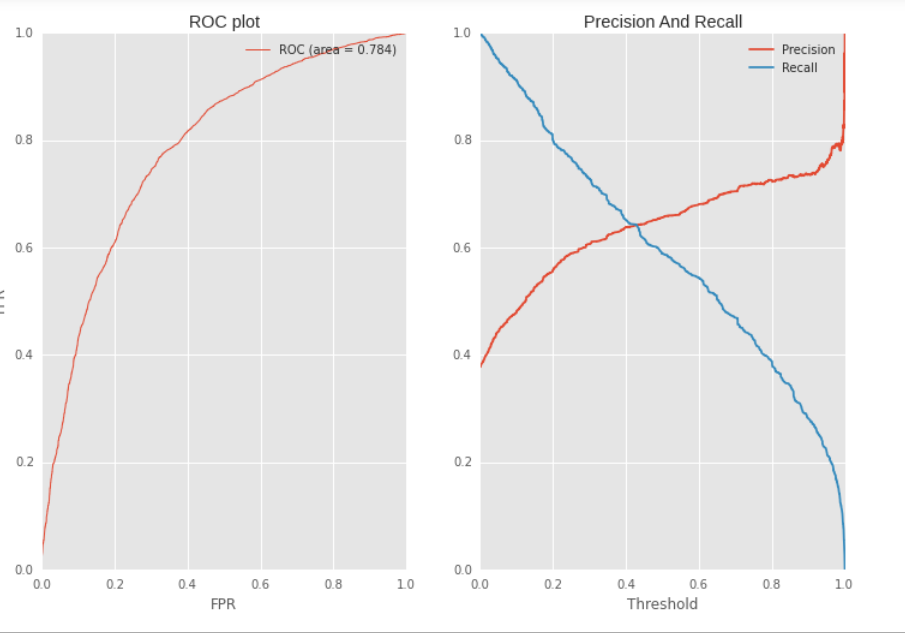 ROC plot
1.0
0.8
0.6
0.4
0.2
0.0
ROC (area = 0.784)
0.0 0.2 0.4 0.6 0.8 1.0
FPR
Precision And Recall
1.0
0.8
0.6
0.4
0.2
0.0
Precision
Recall
0.0 0.2 0.4 0.6 0.8 1.0
Threshold